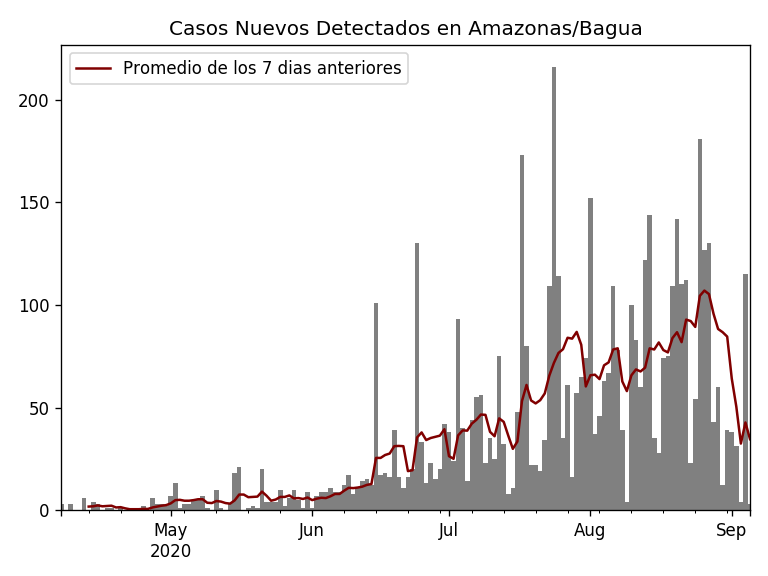 Casos Nuevos Detectados en Amazonas/Bagua
Promedio de los 7 dias anteriores
200
150
100
50
0
May
2020
Jun
Jul
Aug
Sep